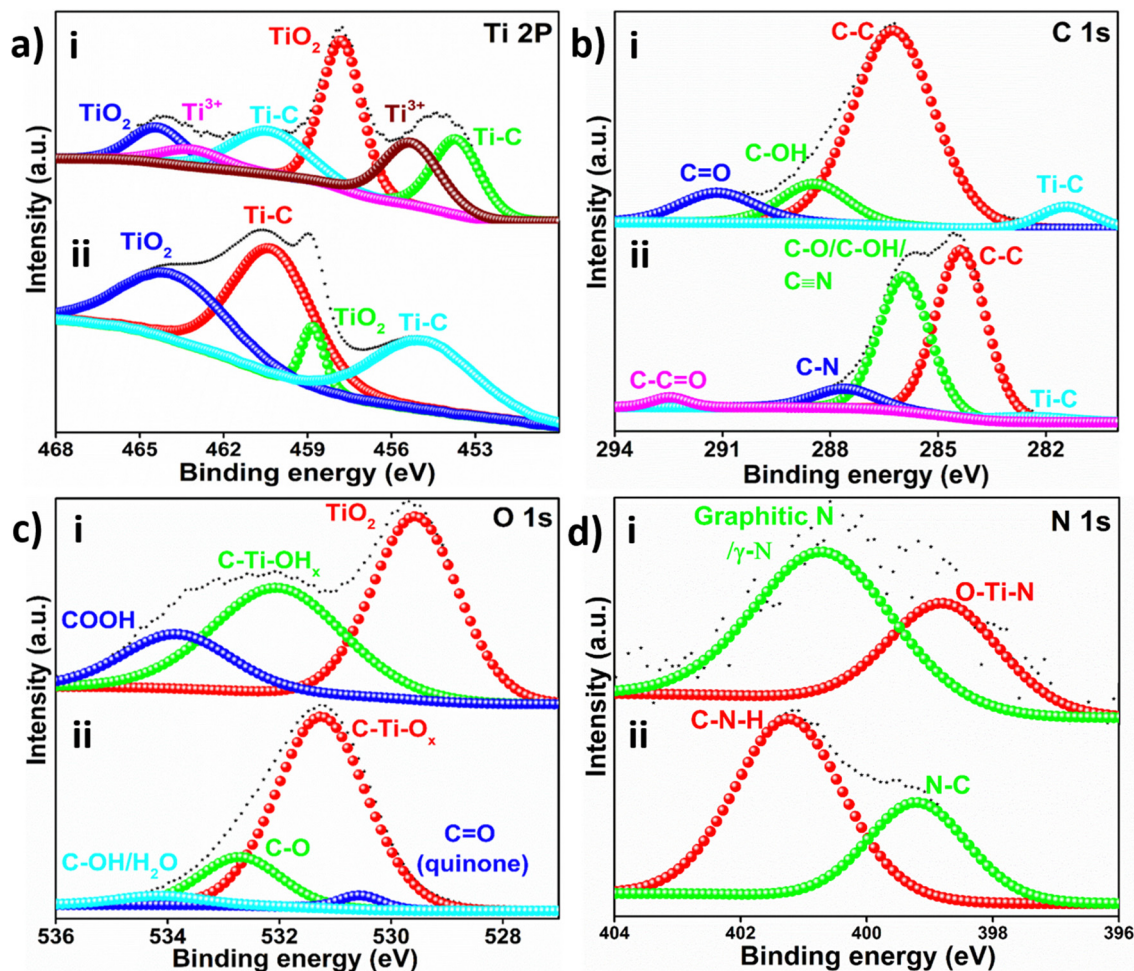 a)
i
Ti 2P
TiO₂
TiO₂
Ti³⁺
Ti-C
Ti³⁺
Ti-C
ii
TiO₂
Ti-C
TiO₂
Ti-C
Intensity (a.u.)
468 465 462 459 456 453
Binding energy (eV)
b)
i
C 1s
C-C
C-OH
C=O
Ti-C
ii
C-O/C-OH/
C≡N
C-C
C-N
C-C=O
Ti-C
Intensity (a.u.)
294 291 288 285 282
Binding energy (eV)
c)
i
O 1s
TiO₂
C-Ti-OHₓ
COOH
ii
C-Ti-Oₓ
C-O
C=O
(quinone)
C-OH/H₂O
Intensity (a.u.)
536 534 532 530 528
Binding energy (eV)
d)
i
N 1s
Graphitic N
/γ-N
O-Ti-N
ii
C-N-H
N-C
Intensity (a.u.)
404 402 400 398 396
Binding energy (eV)